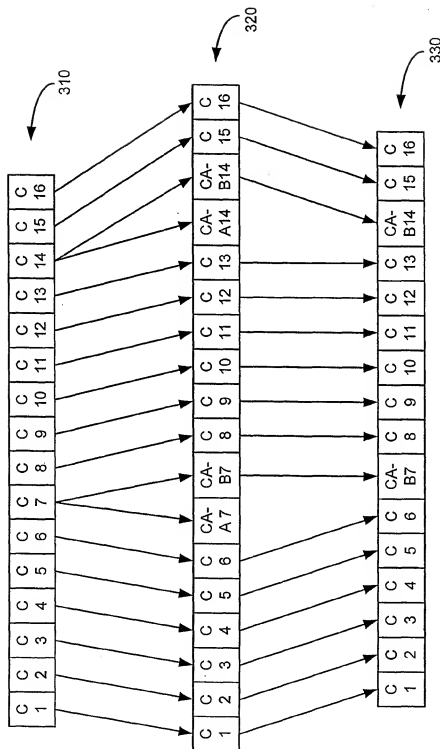 310
C 1 C 2 C 3 C 4 C 5 C 6 C 7 C 8 C 9 C 10 C 11 C 12 C 13 C 14 C 15 C 16
320
C 1 C 2 C 3 C 4 C 5 C 6 CA-A7 CA-B7 C 8 C 9 C 10 C 11 C 12 C 13 CA-A14 CA-B14 C 15 C 16
330
C 1 C 2 C 3 C 4 C 5 C 6 CA-B7 C 8 C 9 C 10 C 11 C 12 C 13 CA-B14 C 15 C 16